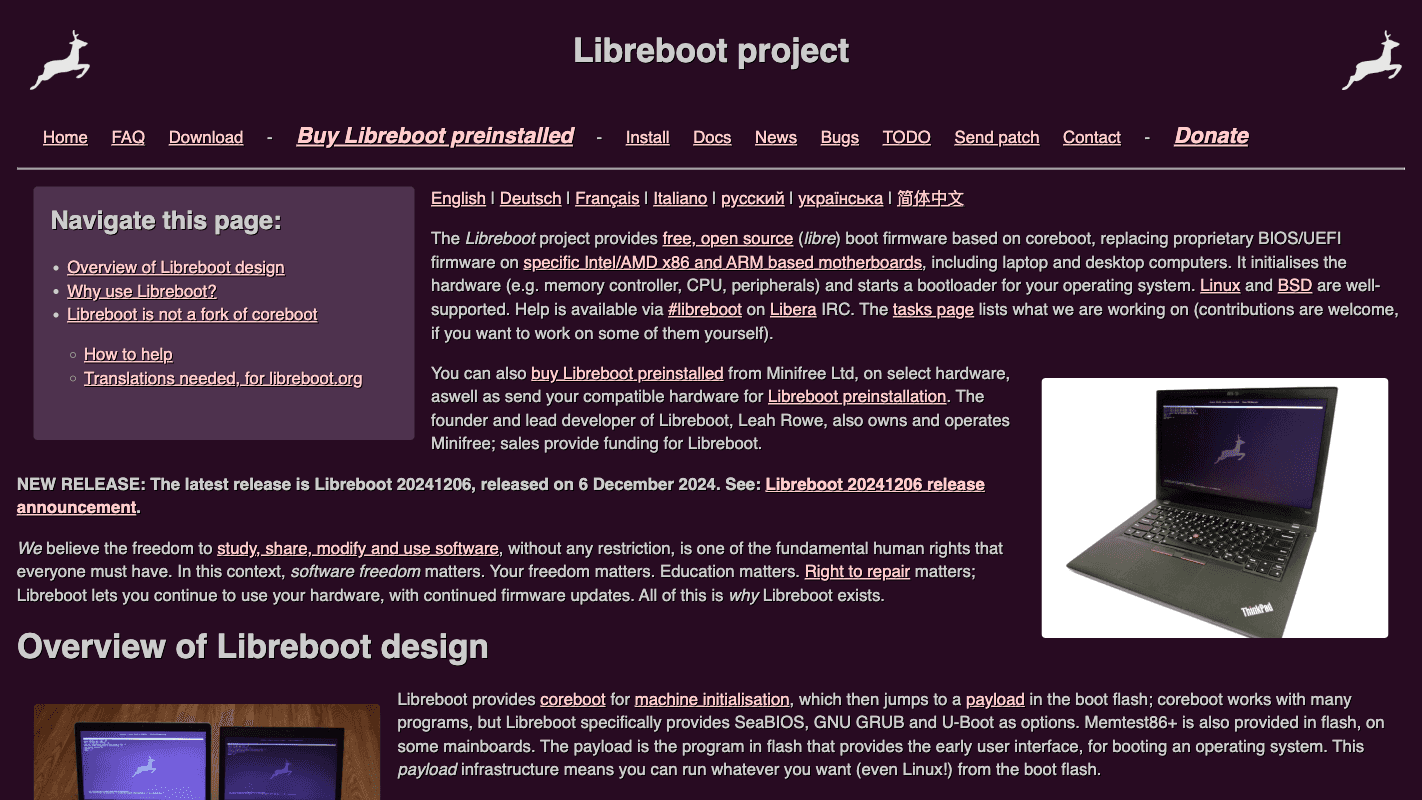 Libreboot project
Home FAQ Download - Buy Libreboot preinstalled - Install Docs News Bugs TODO Send patch Contact - Donate
Navigate this page:
• Overview of Libreboot design
• Why use Libreboot?
• Libreboot is not a fork of coreboot
◦ How to help
◦ Translations needed, for libreboot.org
English | Deutsch | Français | Italiano | русский | українська | 简体中文
The Libreboot project provides free, open source (libre) boot firmware based on coreboot, replacing proprietary BIOS/UEFI
firmware on specific Intel/AMD x86 and ARM based motherboards, including laptop and desktop computers. It initialises the
hardware (e.g. memory controller, CPU, peripherals) and starts a bootloader for your operating system. Linux and BSD are well-
supported. Help is available via #libreboot on Libera IRC. The tasks page lists what we are working on (contributions are welcome,
if you want to work on some of them yourself).
You can also buy Libreboot preinstalled from Minifree Ltd, on select hardware,
aswell as send your compatible hardware for Libreboot preinstallation. The
founder and lead developer of Libreboot, Leah Rowe, also owns and operates
Minifree; sales provide funding for Libreboot.
ThinkPad
NEW RELEASE: The latest release is Libreboot 20241206, released on 6 December 2024. See: Libreboot 20241206 release
announcement.
We believe the freedom to study, share, modify and use software, without any restriction, is one of the fundamental human rights that
everyone must have. In this context, software freedom matters. Your freedom matters. Education matters. Right to repair matters;
Libreboot lets you continue to use your hardware, with continued firmware updates. All of this is why Libreboot exists.
Overview of Libreboot design
Libreboot provides coreboot for machine initialisation, which then jumps to a payload in the boot flash; coreboot works with many
programs, but Libreboot specifically provides SeaBIOS, GNU GRUB and U-Boot as options. Memtest86+ is also provided in flash, on
some mainboards. The payload is the program in flash that provides the early user interface, for booting an operating system. This
payload infrastructure means you can run whatever you want (even Linux!) from the boot flash.